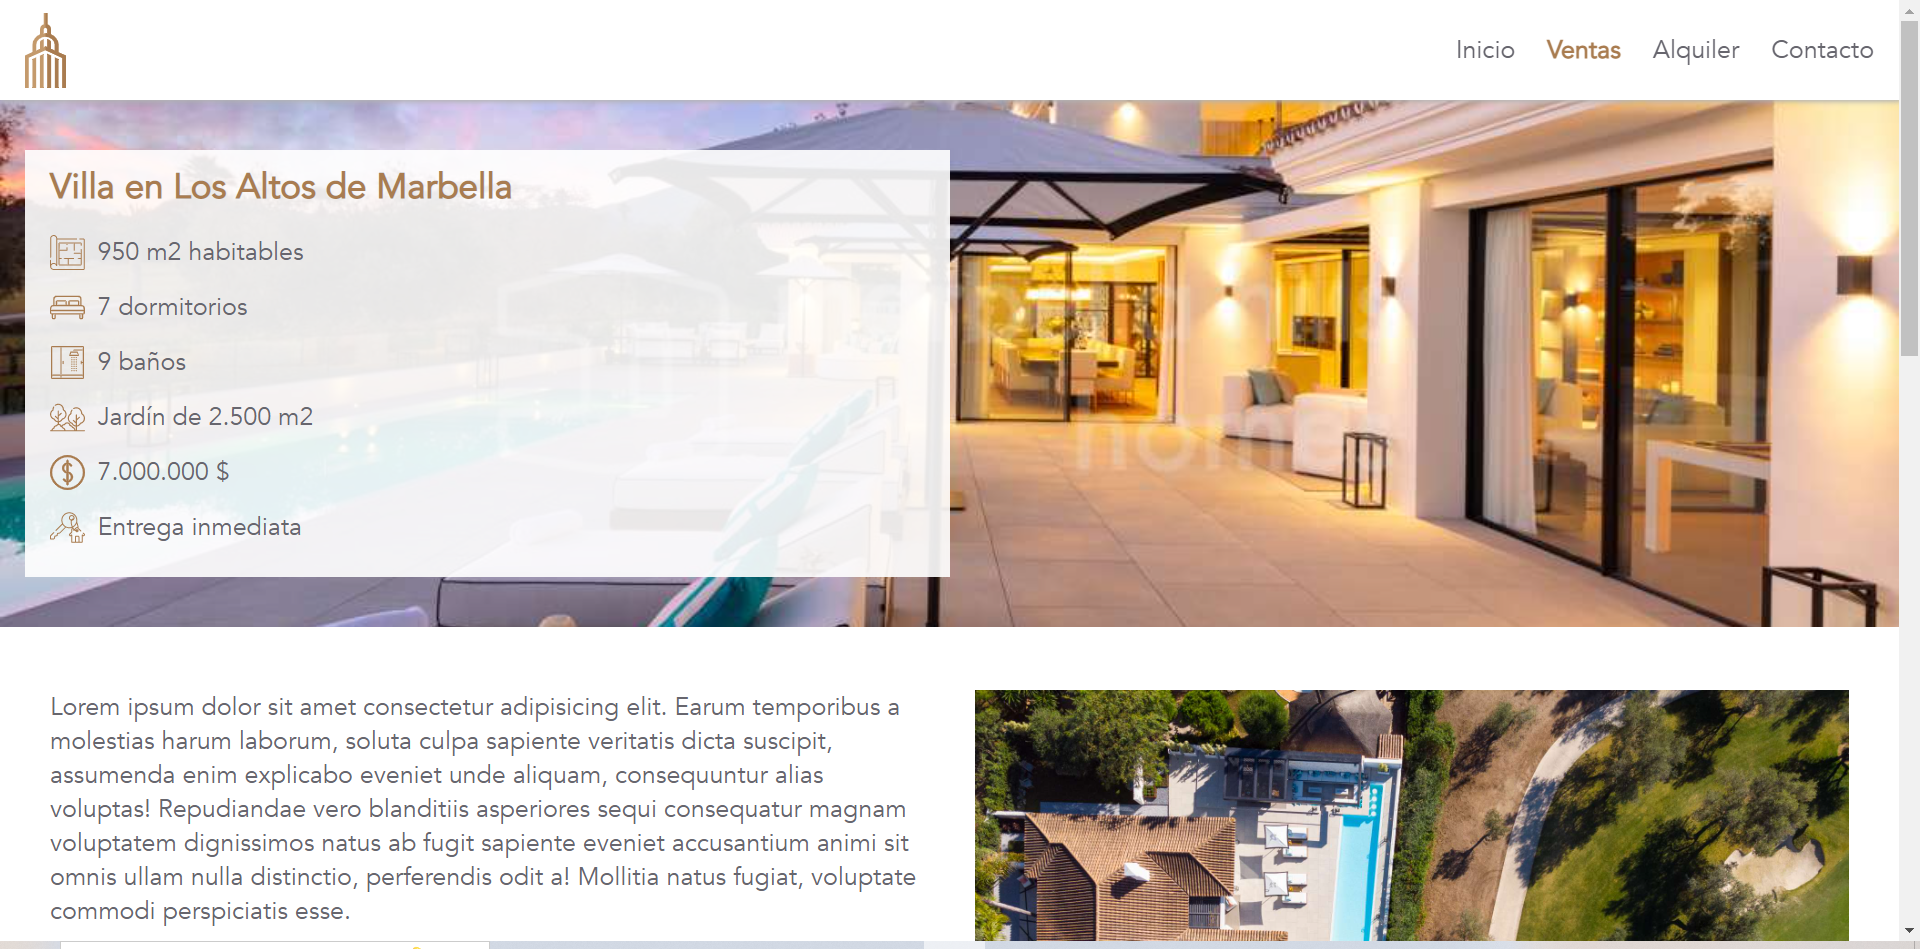 Inicio Ventas Alquiler Contacto
Villa en Los Altos de Marbella
950 m2 habitables
7 dormitorios
9 baños
Jardín de 2.500 m2
7.000.000 $
Entrega inmediata
Lorem ipsum dolor sit amet consectetur adipisicing elit. Earum temporibus a
molestias harum laborum, soluta culpa sapiente veritatis dicta suscipit,
assumenda enim explicabo eveniet unde aliquam, consequuntur alias
voluptas! Repudiandae vero blanditiis asperiores sequi consequatur magnam
voluptatem dignissimos natus ab fugit sapiente eveniet accusantium animi sit
omnis ullam nulla distinctio, perferendis odit a! Mollitia natus fugiat, voluptate
commodi perspiciatis esse.